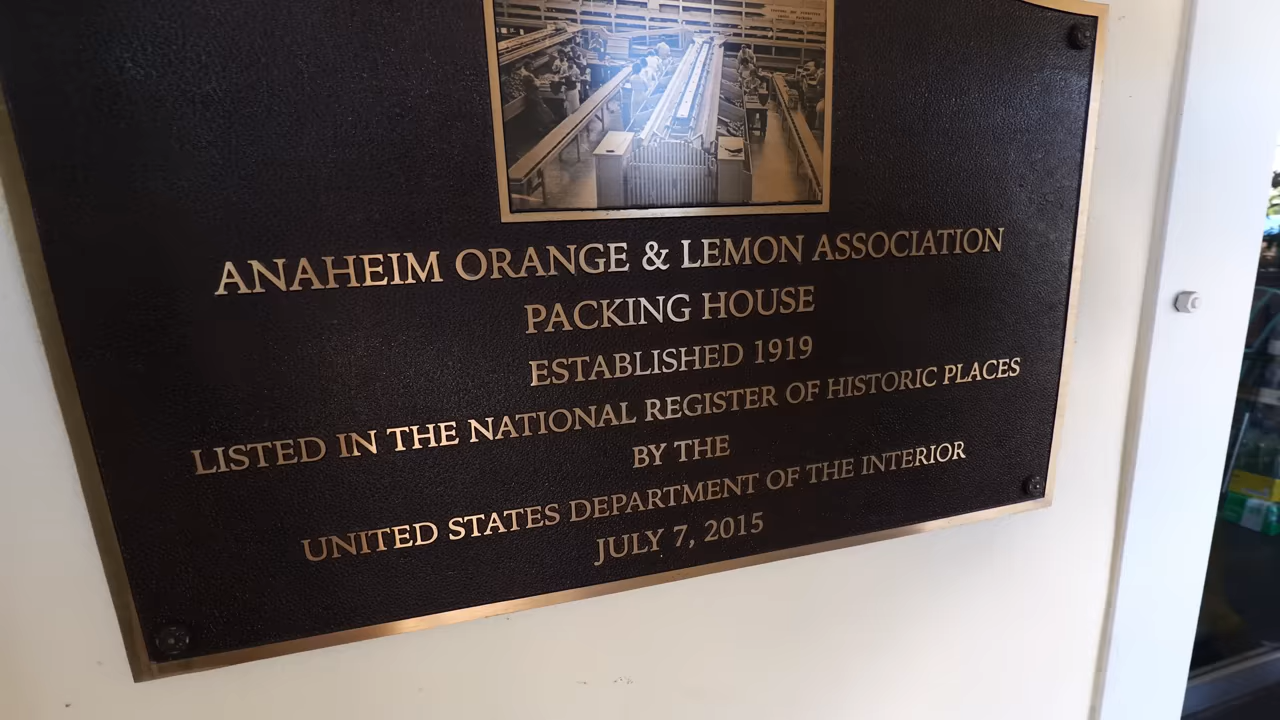 ANAHEIM ORANGE & LEMON ASSOCIATION
PACKING HOUSE
ESTABLISHED 1919
LISTED IN THE NATIONAL REGISTER OF HISTORIC PLACES
BY THE
UNITED STATES DEPARTMENT OF THE INTERIOR
JULY 7, 2015